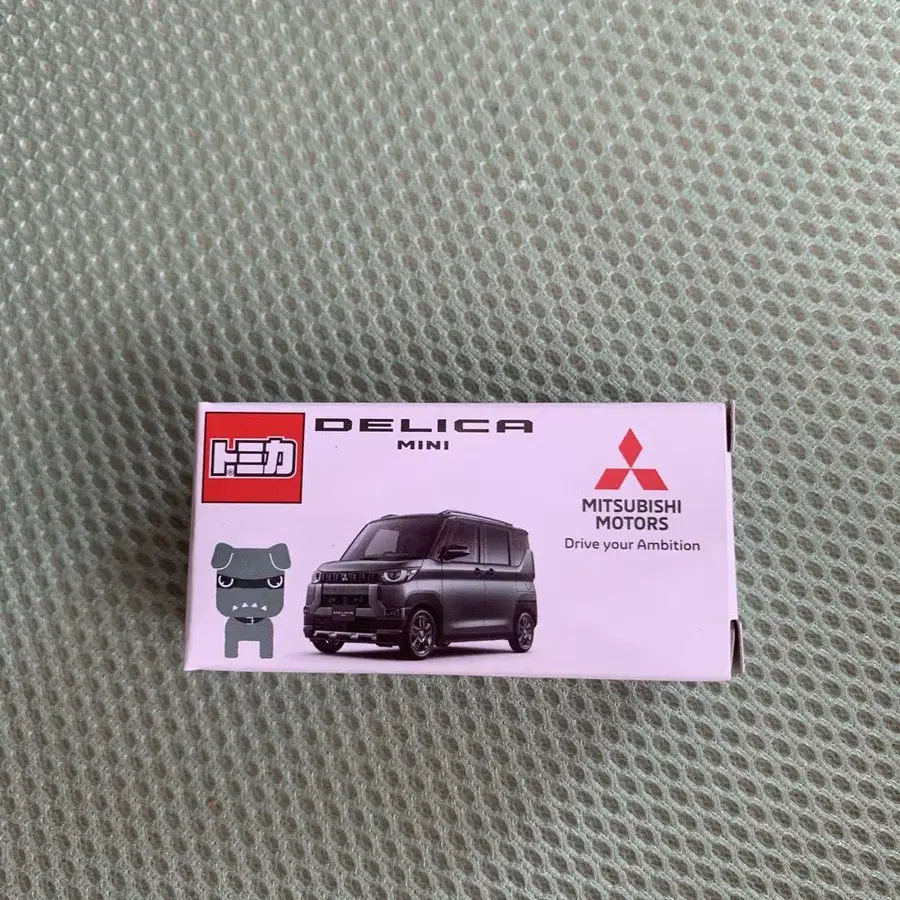 トミカ
®
DELICA
MINI
MITSUBISHI
MOTORS
Drive your Ambition